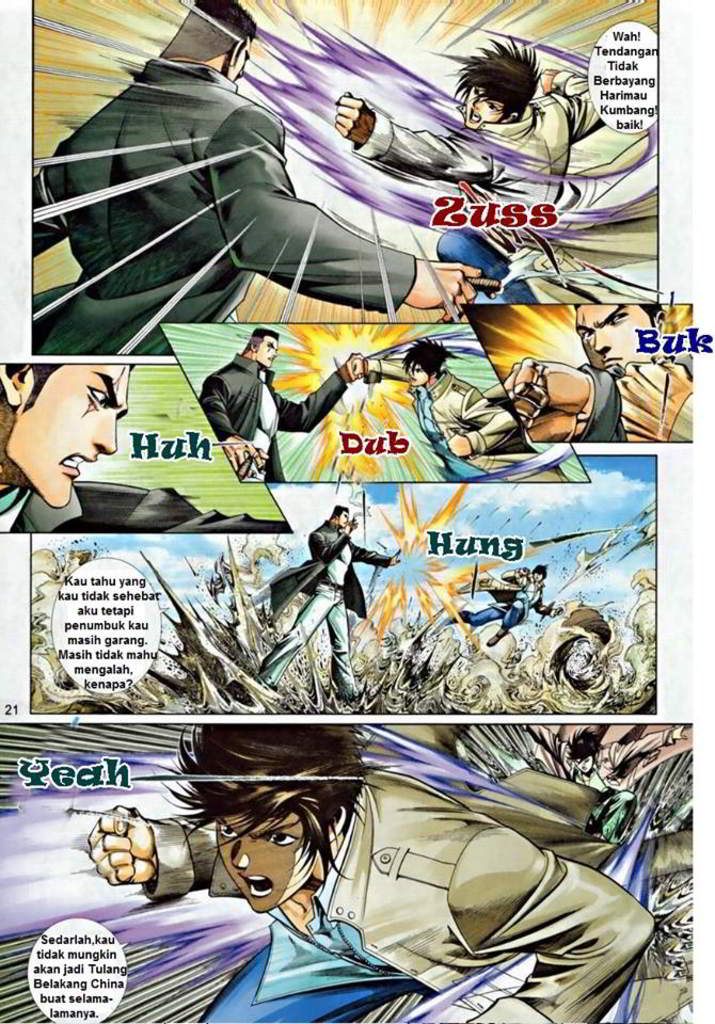 Wah!
Tendangan
Tidak
Berbayang
Harimau
Kumbang!
baik!
Zuss
Buk
Huh
Dub
Hung
Kau tahu yang
kau tidak sehebat
aku tetapi
penumbuk kau
masih garang.
Masih tidak mahu
mengalah,
kenapa?
21
Yeah
Sedarlah,kau
tidak mungkin
akan jadi Tulang
Belakang China
buat selama-
lamanya.